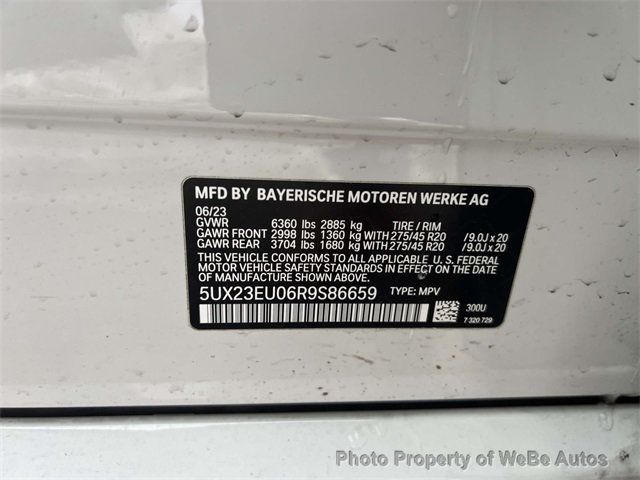 MFD BY BAYERISCHE MOTOREN WERKE AG
06/23
GVWR 6360 lbs 2885 kg TIRE / RIM
GAWR FRONT 2998 lbs 1360 kg WITH 275/45 R20 /9.0J x 20
GAWR REAR 3704 lbs 1680 kg WITH 275/45 R20 /9.0J x 20
THIS VEHICLE CONFORMS TO ALL APPLICABLE U. S. FEDERAL
MOTOR VEHICLE SAFETY STANDARDS IN EFFECT
ON THE DATE OF MANUFACTURE SHOWN ABOVE.
5UX23EU06R9S86659 TYPE: MPV
300U
7 320 729
Photo Property of WeBe Autos